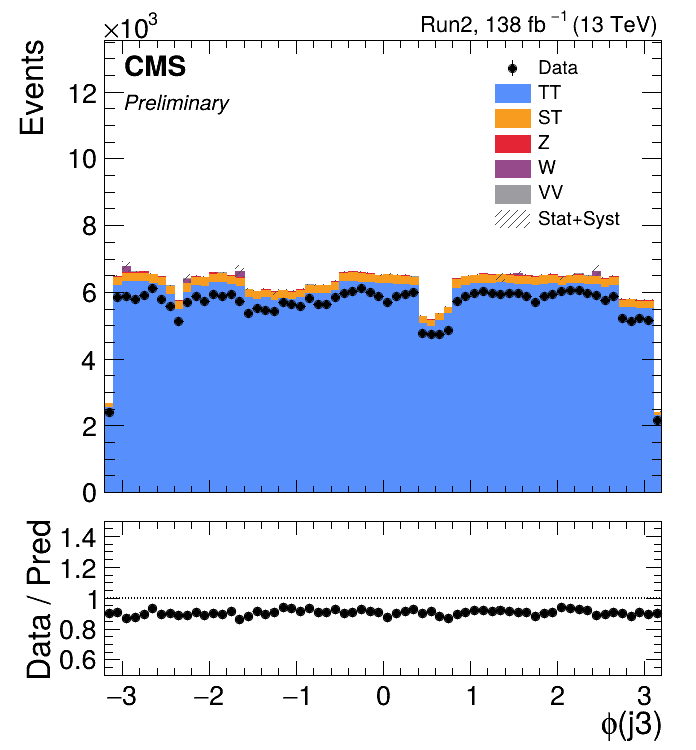 ×10³
Run2, 138 fb⁻¹ (13 TeV)
Events
CMS
Preliminary
Data
TT
ST
Z
W
VV
Stat+Syst
12
10
8
6
4
2
0
Data / Pred
1.4
1.2
1
0.8
0.6
−3 −2 −1 0 1 2 3
ϕ(j3)